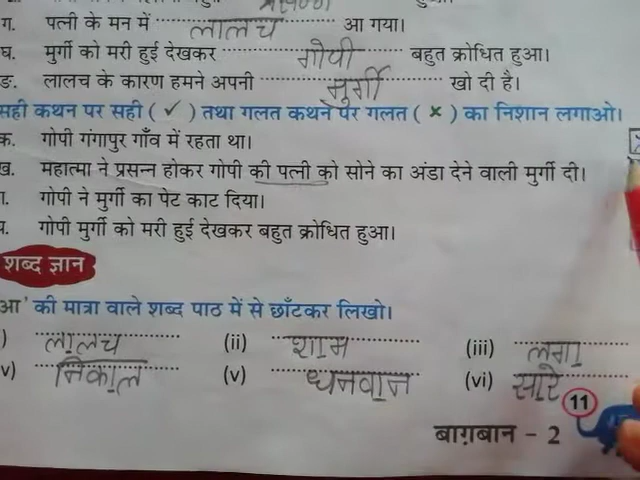 ग. पत्नी के मन में लालच आ गया।
घ. मुर्गी को मरी हुई देखकर गोपी बहुत क्रोधित हुआ।
ङ. लालच के कारण हमने अपनी मुर्गी खो दी है।
सही कथन पर सही ( ✓ ) तथा गलत कथन पर गलत ( × ) का निशान लगाओ।
क. गोपी गंगापुर गाँव में रहता था।
ख. महात्मा ने प्रसन्न होकर गोपी की पत्नी को सोने का अंडा देने वाली मुर्गी दी।
ग. गोपी ने मुर्गी का पेट काट दिया।
घ. गोपी मुर्गी को मरी हुई देखकर बहुत क्रोधित हुआ।
शब्द ज्ञान
आ' की मात्रा वाले शब्द पाठ में से छाँटकर लिखो।
) लालच (ii) शाम (iii) लगा
v) निकाल (v) धनवान (vi) सारे
11
बाग़बान - 2